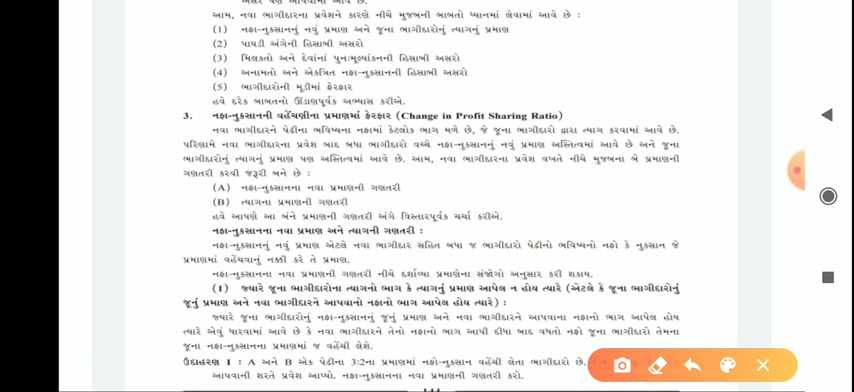 અસર પણ આપવામાં આવે છે.
આમ, નવા ભાગીદારના પ્રવેશને કારણે નીચે મુજબની બાબતો ધ્યાનમાં લેવામાં આવે છે :
(1) નફા-નુકસાનનું નવું પ્રમાણ અને જૂના ભાગીદારોનું ત્યાગનું પ્રમાણ
(2) પાઘડી અંગેની હિસાબી અસરો
(3) મિલકતો અને દેવાંનાં પુનઃમૂલ્યાંકનની હિસાબી અસરો
(4) અનામતો અને એકત્રિત નફા-નુકસાનની હિસાબી અસરો
(5) ભાગીદારોની મૂડીમાં ફેરફાર
હવે દરેક બાબતનો ઊંડાણપૂર્વક અભ્યાસ કરીએ.
3. નફા-નુકસાનની વહેંચણીના પ્રમાણમાં ફેરફાર (Change in Profit Sharing Ratio)
નવા ભાગીદારને પેઢીના ભવિષ્યના નફામાં કેટલોક ભાગ મળે છે, જે જૂના ભાગીદારો દ્વારા ત્યાગ કરવામાં આવે છે.
પરિણામે નવા ભાગીદારના પ્રવેશ બાદ બધા ભાગીદારો વચ્ચે નફા-નુકસાનનું નવું પ્રમાણ અસ્તિત્વમાં આવે છે અને જૂના
ભાગીદારોનું ત્યાગનું પ્રમાણ પણ અસ્તિત્વમાં આવે છે. આમ, નવા ભાગીદારના પ્રવેશ વખતે નીચે મુજબના બે પ્રમાણની
ગણતરી કરવી જરૂરી બને છે :
(A) નફા-નુકસાનના નવા પ્રમાણની ગણતરી
(B) ત્યાગના પ્રમાણની ગણતરી
હવે આપણે આ બંને પ્રમાણની ગણતરી અંગે વિસ્તારપૂર્વક ચર્ચા કરીએ.
નફા-નુકસાનના નવા પ્રમાણ અને ત્યાગની ગણતરી :
નફા-નુકસાનનું નવું પ્રમાણ એટલે નવા ભાગીદાર સહિત બધા જ ભાગીદારો પેઢીનો ભવિષ્યનો નફો કે નુકસાન જે
પ્રમાણમાં વહેંચવાનું નક્કી કરે તે પ્રમાણ.
નફા-નુકસાનના નવા પ્રમાણની ગણતરી નીચે દર્શાવ્યા પ્રમાણેના સંજોગો અનુસાર કરી શકાય.
(1) જ્યારે જૂના ભાગીદારોના ત્યાગનો ભાગ કે ત્યાગનું પ્રમાણ આપેલ ન હોય ત્યારે (એટલે કે જૂના ભાગીદારોનું
જૂનું પ્રમાણ અને નવા ભાગીદારને આપવાનો નફાનો ભાગ આપેલ હોય ત્યારે) :
જ્યારે જૂના ભાગીદારોનું નફા-નુકસાનનું જૂનું પ્રમાણ અને નવા ભાગીદારને આપવાના નફાનો ભાગ આપેલ હોય
ત્યારે એવું ધારવામાં આવે છે કે નવા ભાગીદારને તેનો નફાનો ભાગ આપી દીધા બાદ વધતો નફો જૂના ભાગીદારો તેમના
જૂના નફા-નુકસાનના પ્રમાણમાં જ વહેંચી લેશે.
ઉદાહરણ 1 : A અને B એક પેઢીના 3:2ના પ્રમાણમાં નફો-નુકસાન વહેંચી લેતા ભાગીદારો છે.
આપવાની શરતે પ્રવેશ આપ્યો. નફા-નુકસાનના નવા પ્રમાણની ગણતરી કરો.